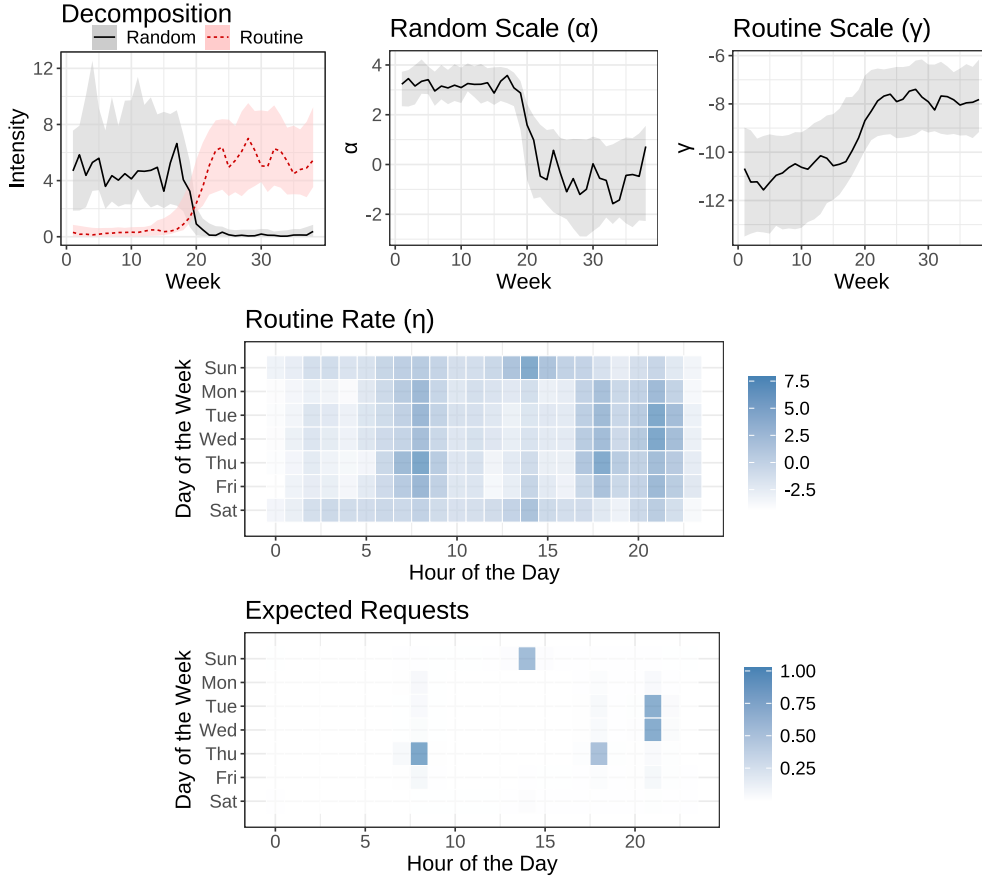 Decomposition
Random Routine
Intensity
12
8
4
0
0 10 20 30
Week
Random Scale (α)
α
4
2
0
-2
0 10 20 30
Week
Routine Scale (γ)
γ
-6
-8
-10
-12
0 10 20 30
Week
Routine Rate (η)
Day of the Week
Sun
Mon
Tue
Wed
Thu
Fri
Sat
0 5 10 15 20
Hour of the Day
7.5
5.0
2.5
0.0
-2.5
Expected Requests
Day of the Week
Sun
Mon
Tue
Wed
Thu
Fri
Sat
0 5 10 15 20
Hour of the Day
1.00
0.75
0.50
0.25